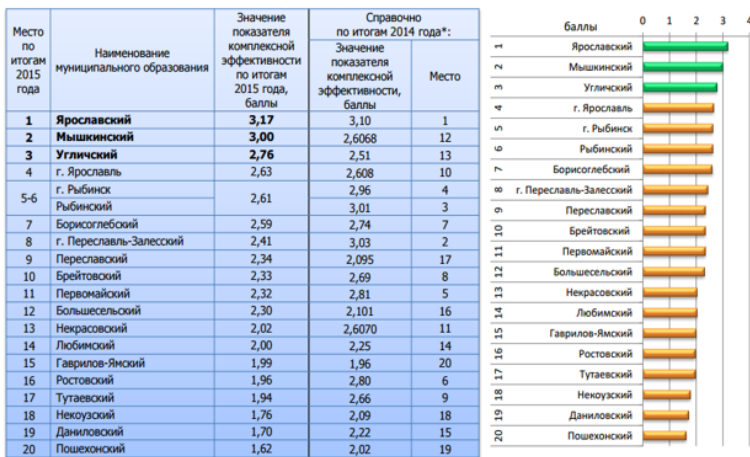 Место по итогам 2015 года | Наименование муниципального образования | Значение показателя комплексной эффективности по итогам 2015 года, баллы | Справочно по итогам 2014 года*:
Значение показателя комплексной эффективности, баллы | Место
1 Ярославский 3,17 3,10 1
2 Мышкинский 3,00 2,6068 12
3 Угличский 2,76 2,51 13
4 г. Ярославль 2,63 2,608 10
5-6 г. Рыбинск 2,61 2,96 4
Рыбинский 3,01 3
7 Борисоглебский 2,59 2,74 7
8 г. Переславль-Залесский 2,41 3,03 2
9 Переславский 2,34 2,095 17
10 Брейтовский 2,33 2,69 8
11 Первомайский 2,32 2,81 5
12 Большесельский 2,30 2,101 16
13 Некрасовский 2,02 2,6070 11
14 Любимский 2,00 2,25 14
15 Гаврилов-Ямский 1,99 1,96 20
16 Ростовский 1,96 2,80 6
17 Тутаевский 1,94 2,66 9
18 Некоузский 1,76 2,09 18
19 Даниловский 1,70 2,22 15
20 Пошехонский 1,62 2,02 19
баллы 0 1 2 3 4
1 Ярославский
2 Мышкинский
3 Угличский
4 г. Ярославль
5 г. Рыбинск
6 Рыбинский
7 Борисоглебский
8 г. Переславль-Залесский
9 Переславский
10 Брейтовский
11 Первомайский
12 Большесельский
13 Некрасовский
14 Любимский
15 Гаврилов-Ямский
16 Ростовский
17 Тутаевский
18 Некоузский
19 Даниловский
20 Пошехонский